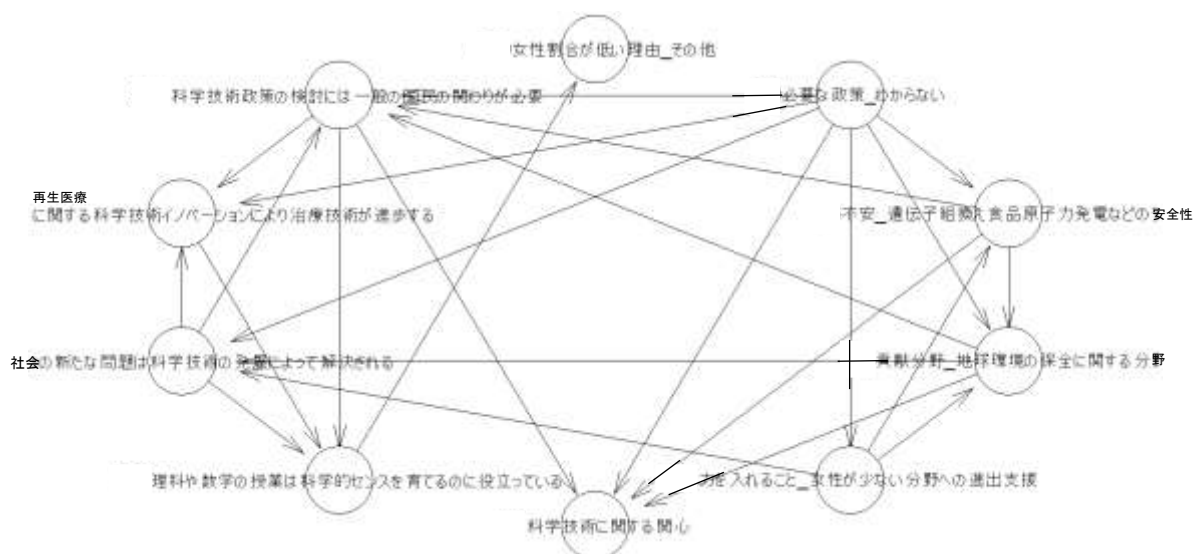 女性割合が低い理由_その他
科学技術政策の検討には一般の国民の関わりが必要
必要な政策_わからない
再生医療
に関する科学技術イノベーションにより治療技術が進歩する
不安_遺伝子組換え食品原子力発電などの安全性
社会の新たな問題は科学技術の発展によって解決される
貢献分野_地球環境の保全に関する分野
理科や数学の授業は科学的センスを育てるのに役立っている
力を入れること_女性が少ない分野への進出支援
科学技術に関する関心